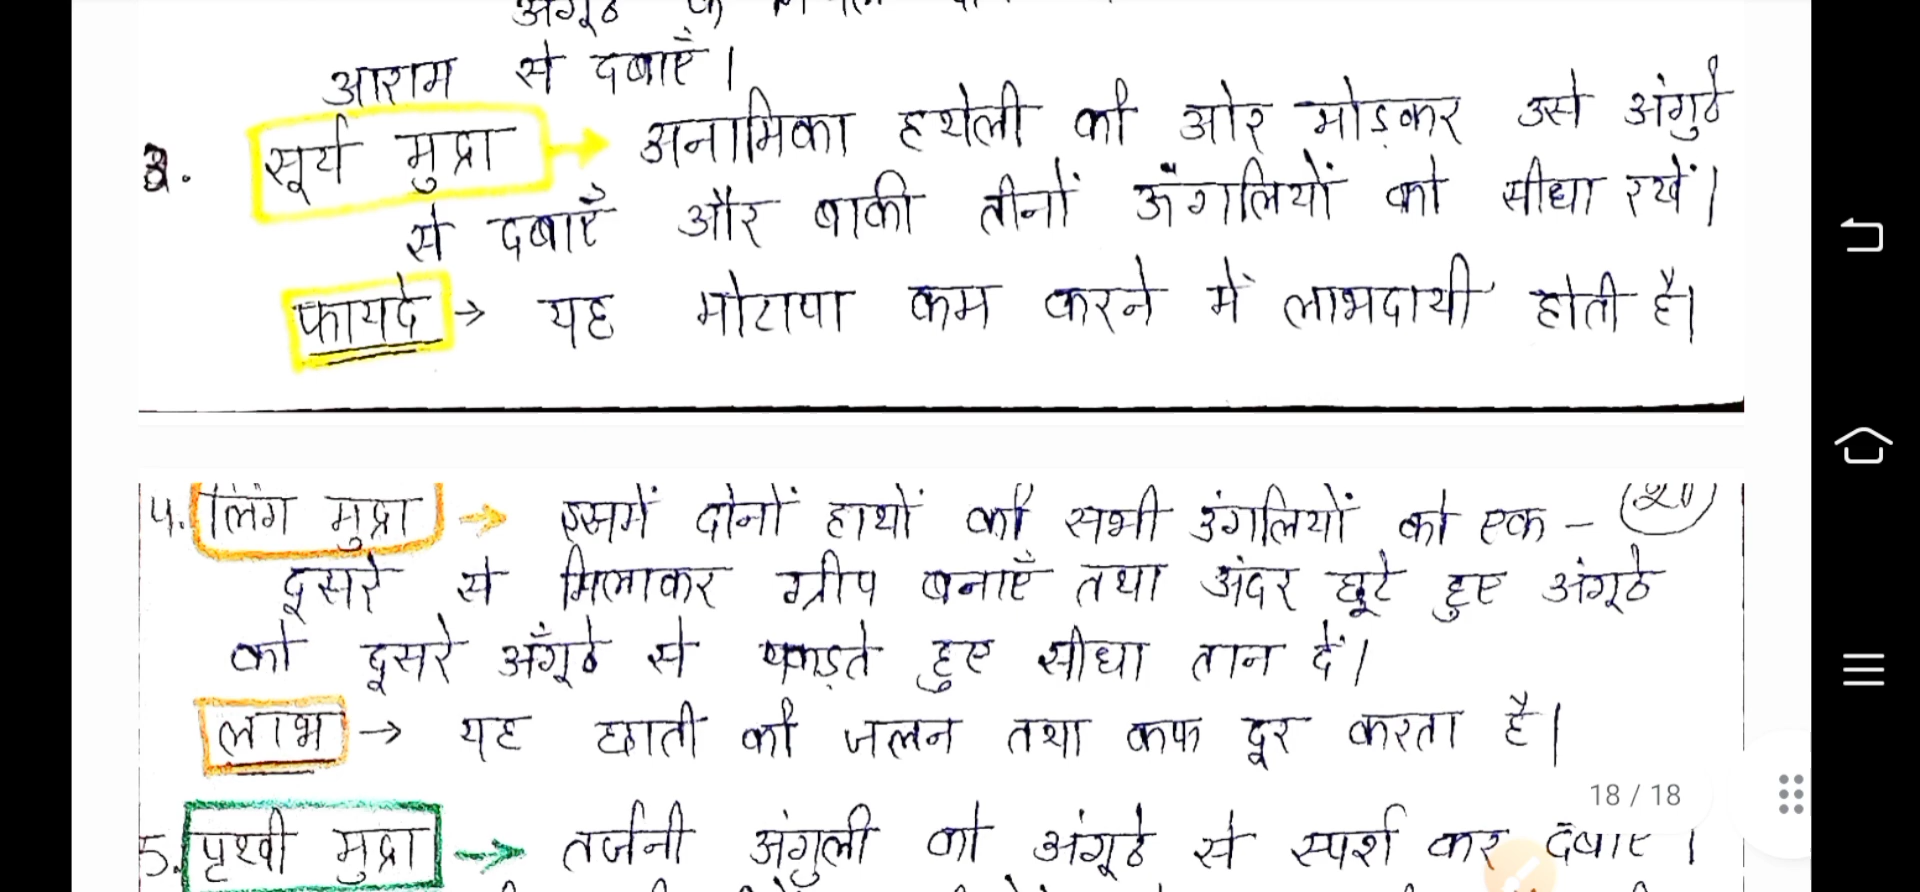 आराम से दबाएँ।
3. सूर्य मुद्रा → अनामिका हथेली की ओर मोड़कर उसे अंगुठे
से दबाएँ और बाकी तीनों ऊँगलियों को सीधा रखें।
फायदे → यह मोटापा कम करने में लाभदायी होती है।
4. लिंग मुद्रा → इसमें दोनों हाथों की सभी उंगलियों को एक -
दूसरे से मिलाकर ग्रीप बनाएँ तथा अंदर छूटे हुए अंगूठे
को दूसरे अँगूठे से पकड़ते हुए सीधा तान दें।
लाभ → यह छाती की जलन तथा कफ दूर करता है।
18 / 18
5. पृथ्वी मुद्रा → तर्जनी अंगुली को अंगूठे से स्पर्श कर दबाए ।